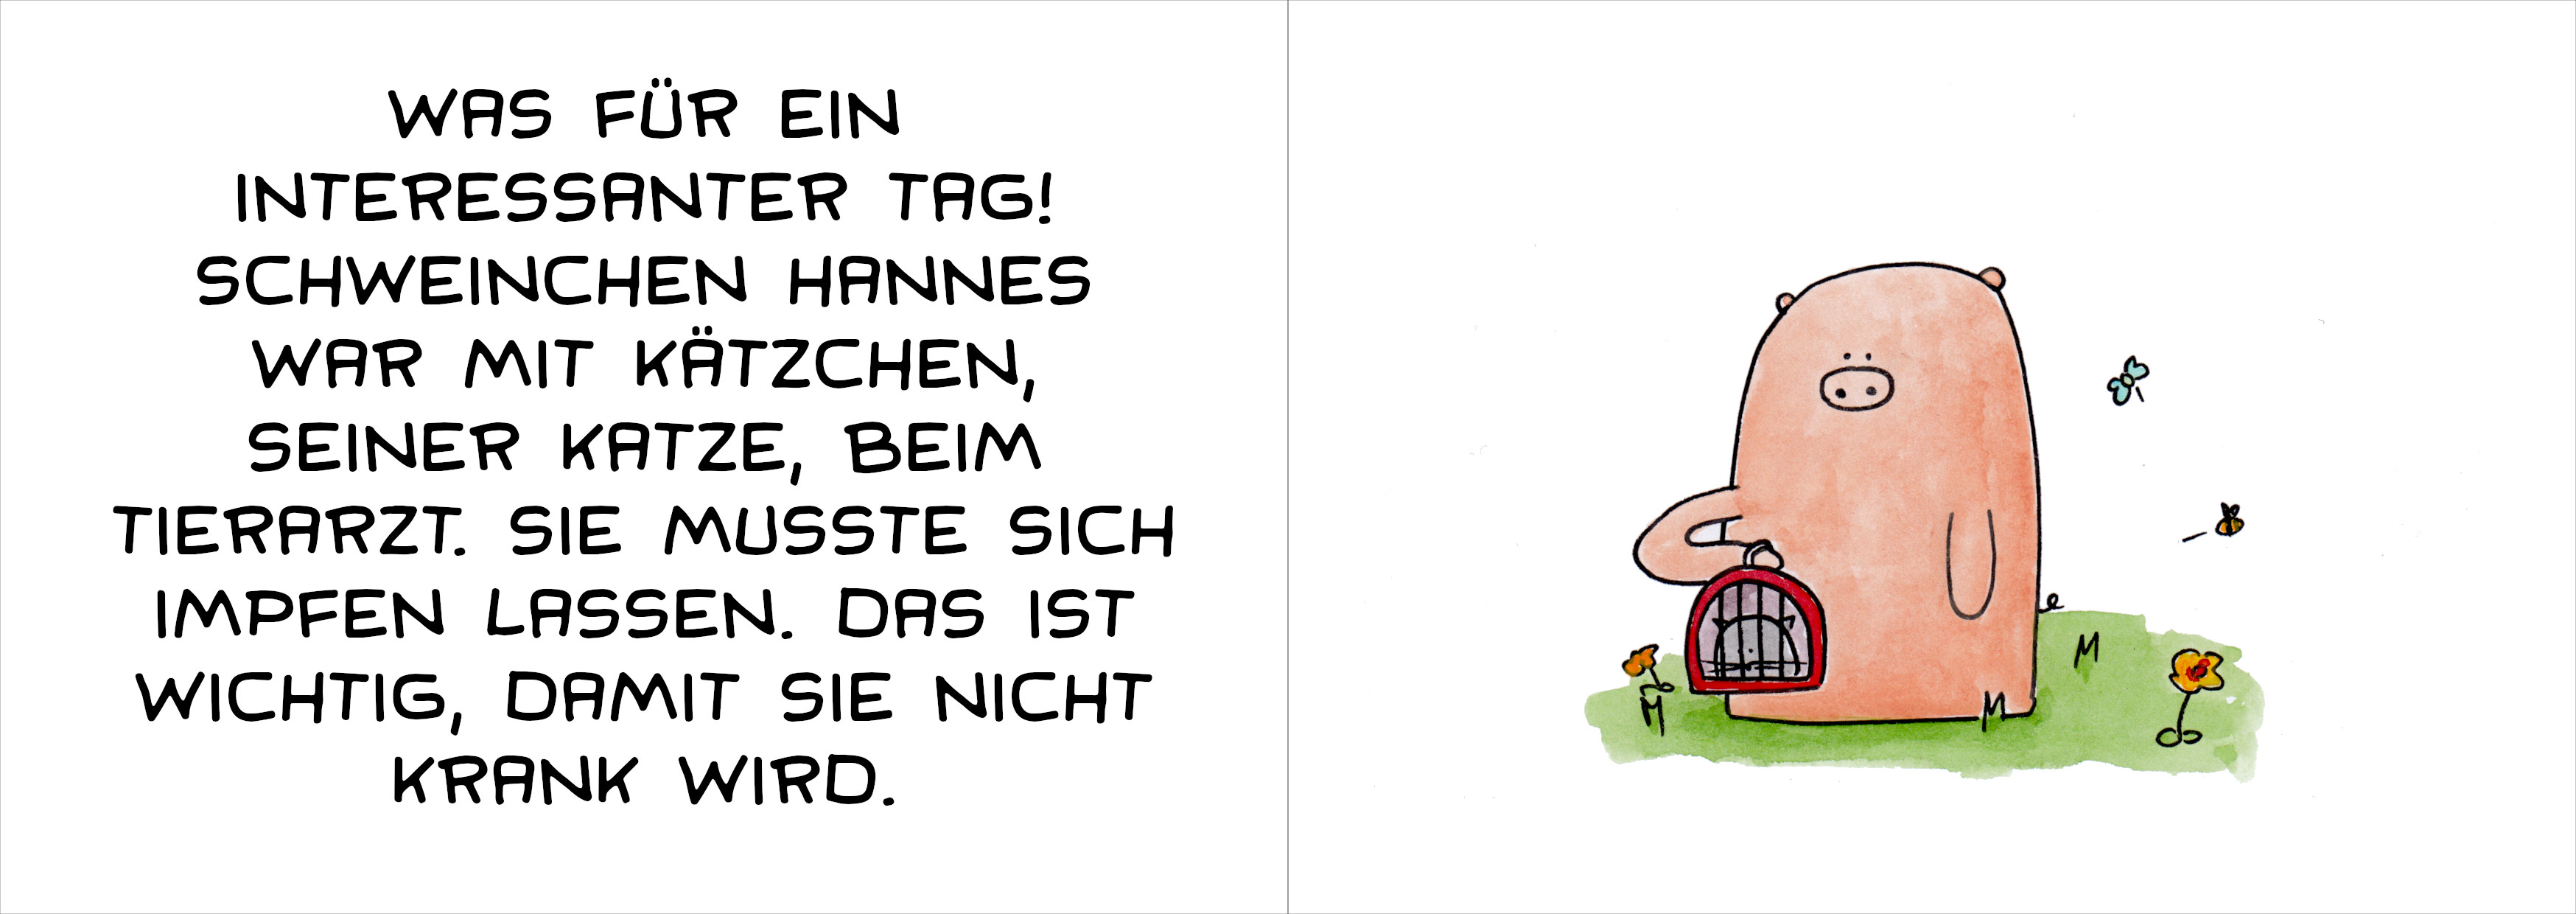 WAS FÜR EIN
INTERESSANTER TAG!
SCHWEINCHEN HANNES
WAR MIT KÄTZCHEN,
SEINER KATZE, BEIM
TIERARZT. SIE MUSSTE SICH
IMPFEN LASSEN. DAS IST
WICHTIG, DAMIT SIE NICHT
KRANK WIRD.